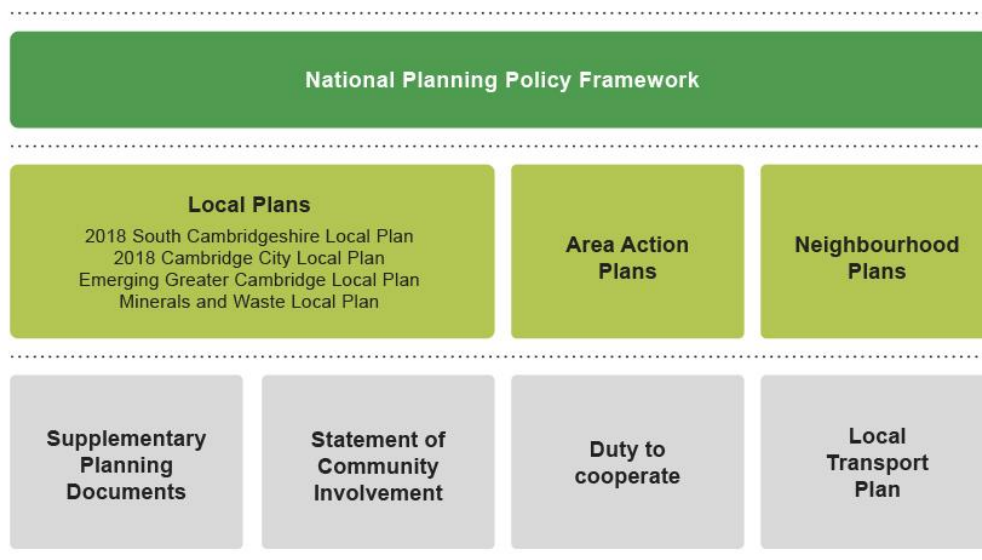 National Planning Policy Framework
Local Plans
2018 South Cambridgeshire Local Plan
2018 Cambridge City Local Plan
Emerging Greater Cambridge Local Plan
Minerals and Waste Local Plan
Area Action
Plans
Neighbourhood
Plans
Supplementary
Planning
Documents
Statement of
Community
Involvement
Duty to
cooperate
Local
Transport
Plan